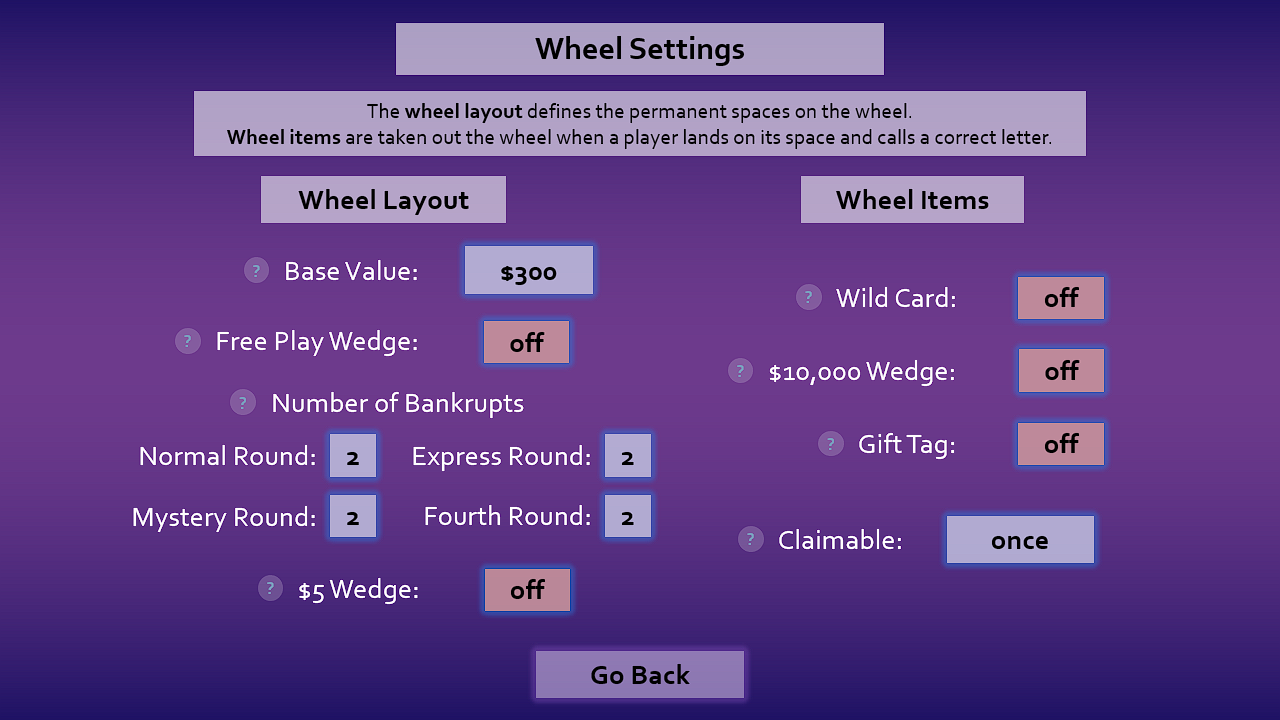 Wheel Settings
The wheel layout defines the permanent spaces on the wheel.
Wheel items are taken out the wheel when a player lands on its space and calls a correct letter.
Wheel Layout
? Base Value: $300
? Free Play Wedge: off
? Number of Bankrupts
Normal Round: 2 Express Round: 2
Mystery Round: 2 Fourth Round: 2
? $5 Wedge: off
Wheel Items
? Wild Card: off
? $10,000 Wedge: off
? Gift Tag: off
? Claimable: once
Go Back